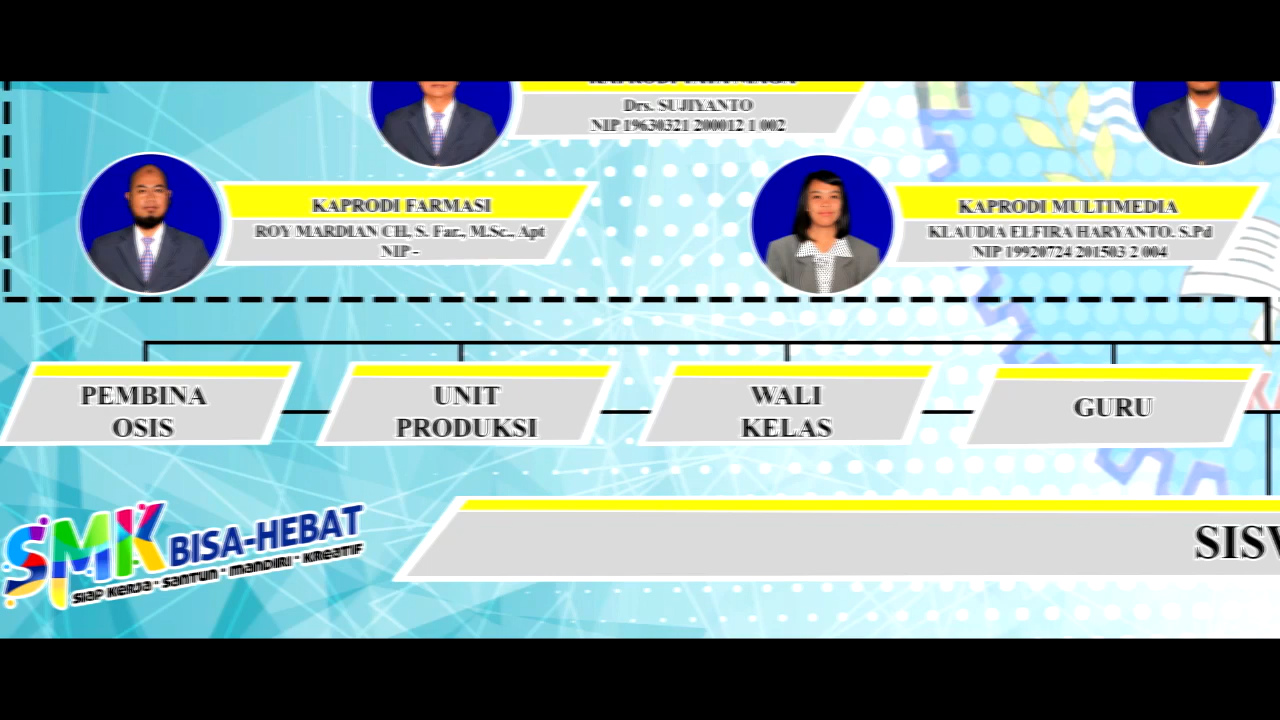 Drs. SUJIYANTO
NIP 19630321 200012 1 002
KAPRODI FARMASI
ROY MARDIAN CH, S. Far., M.Sc., Apt
NIP -
KAPRODI MULTIMEDIA
KLAUDIA ELFIRA HARYANTO. S.Pd
NIP 19920724 201503 2 004
PEMBINA
OSIS
UNIT
PRODUKSI
WALI
KELAS
GURU
SMK BISA-HEBAT
SIAP KERJA • SANTUN • MANDIRI • KREATIF